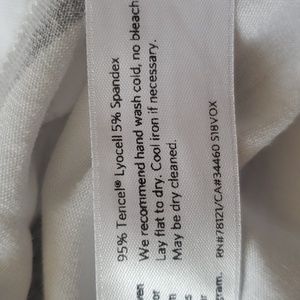 95% Tencel® Lyocell 5% Spandex
We recommend hand wash cold, no bleach
Lay flat to dry. Cool iron if necessary.
May be dry cleaned.
RN#78121/CA#34460 S18VOX